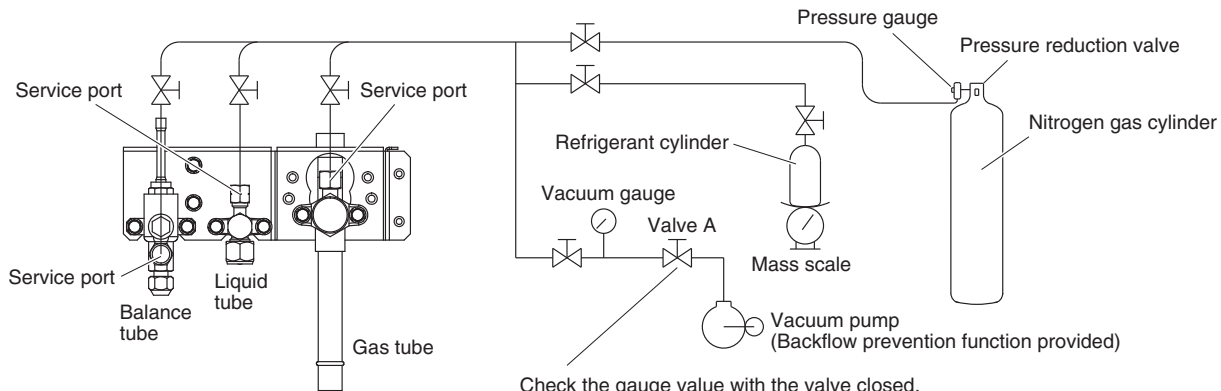 Pressure gauge
Pressure reduction valve
Service port
Service port
Nitrogen gas cylinder
Refrigerant cylinder
Vacuum gauge
Valve A
Mass scale
Service port
Liquid
tube
Balance
tube
Gas tube
Vacuum pump
(Backflow prevention function provided)
Check the gauge value with the valve closed.